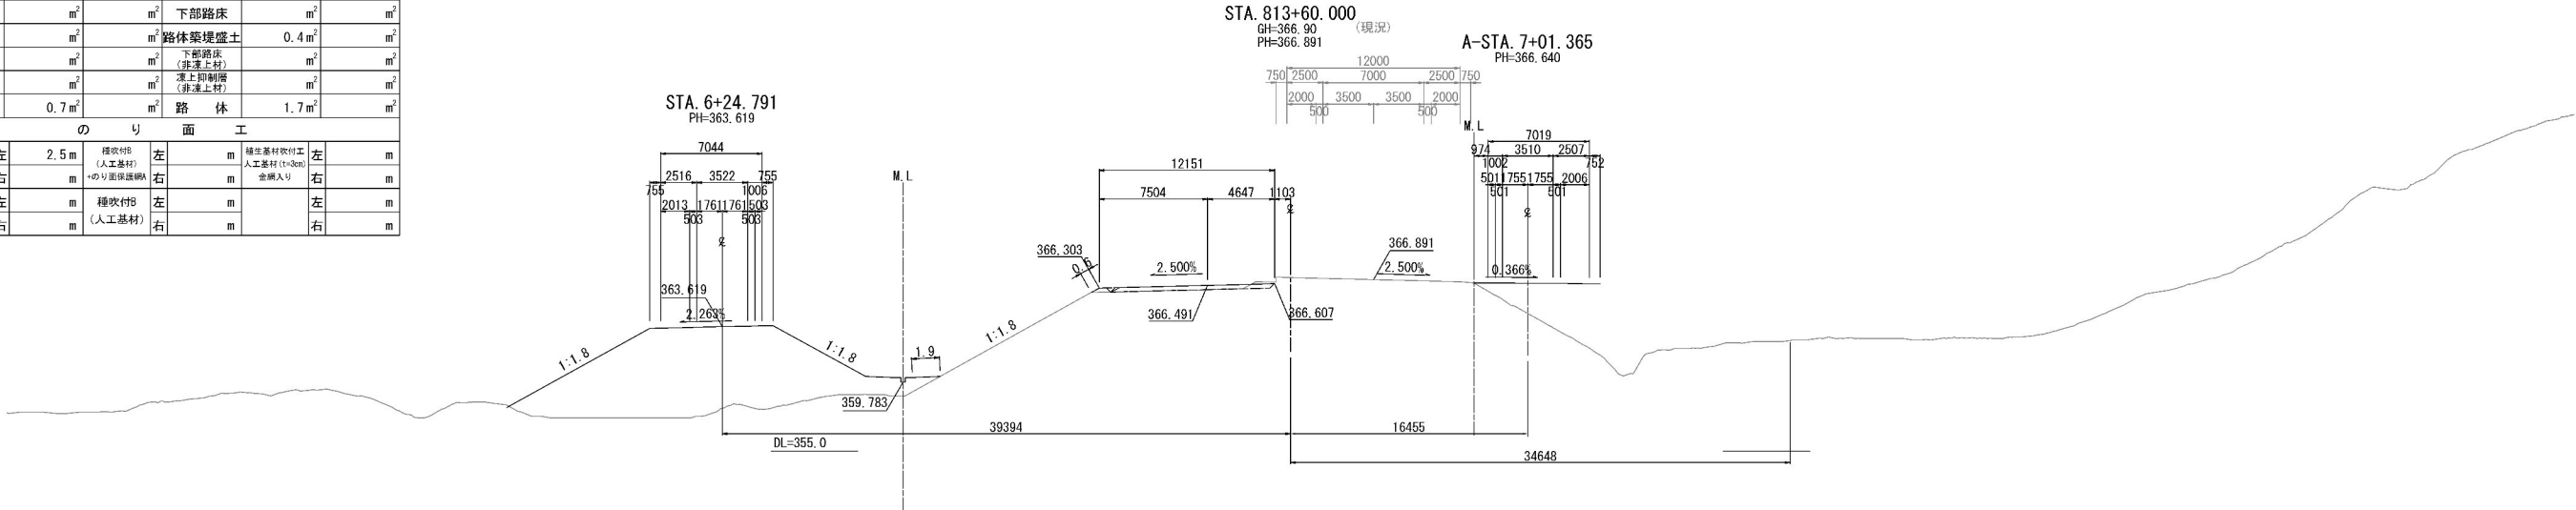 ㎡ ㎡ 下部路床 ㎡ ㎡
㎡ ㎡ 路体築堤盛土 0.4㎡ ㎡
㎡ ㎡ 下部路床 ㎡ ㎡
(非凍上材)
㎡ ㎡ 凍上抑制層 ㎡ ㎡
(非凍上材)
0.7㎡ ㎡ 路 体 1.7㎡ ㎡
の り 面 工
左 2.5m 種吹付B 左 m 植生基材吹付工 左 m
(人工基材) 人工基材(t=3cm)
右 m +のり面保護網A 右 m 金網入り 右 m
左 m 種吹付B 左 m 左 m
右 m (人工基材) 右 m 右 m
STA.6+24.791
PH=363.619
7044
2516 3522 755
755 1006
2013 1761 1761 503
503 503
℄
363.619
2.263%
1:1.8
1:1.8
M.L
1.9
359.783
1:1.8
DL=355.0
STA.813+60.000
GH=366.90 (現況)
PH=366.891
12000
750 2500 7000 2500 750
2000 3500 3500 2000
500 500
12151
7504 4647 1103
℄
366.303
0.6
2.500%
366.491
366.607
366.891
2.500%
A-STA.7+01.365
PH=366.640
M.L
7019
974 3510 2507
1002 752
501 1755 1755 2006
501 501
℄
0.366%
39394
16455
34648